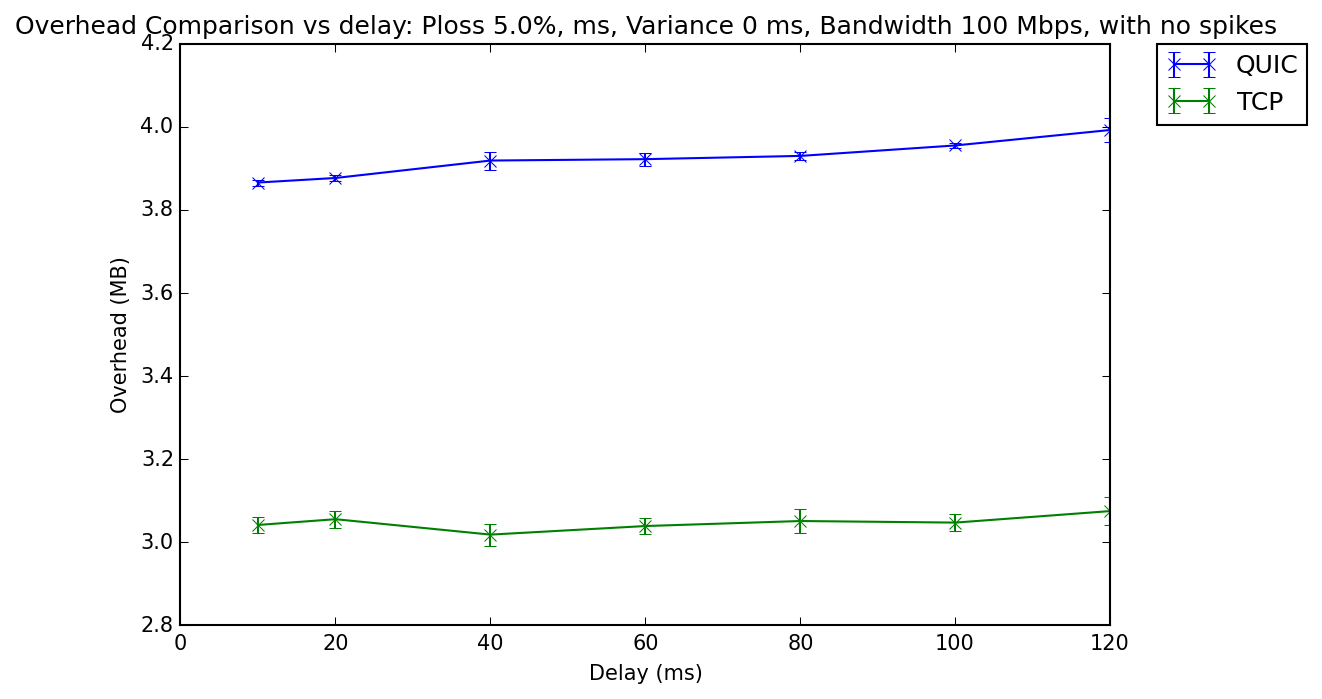 Overhead Comparison vs delay: Ploss 5.0%, ms, Variance 0 ms, Bandwidth 100 Mbps, with no spikes
QUIC
TCP
4.2
4.0
3.8
3.6
3.4
3.2
3.0
2.8
Overhead (MB)
0 20 40 60 80 100 120
Delay (ms)